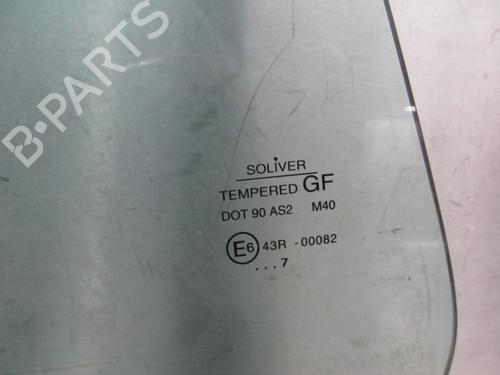 B-PARTS
SOLIVER
TEMPERED GF
DOT 90 AS2 M40
E6 43R -00082
...7